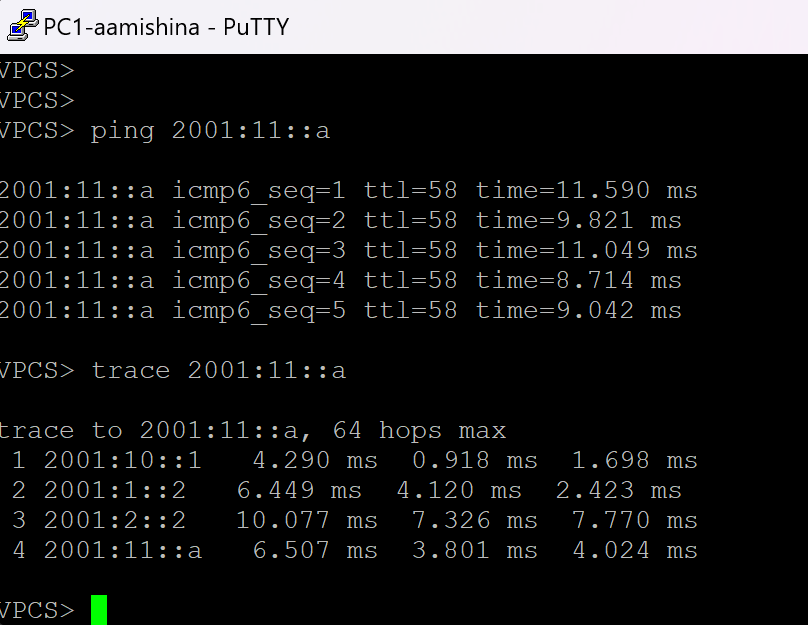 PC1-aamishina - PuTTY
VPCS>
VPCS>
VPCS> ping 2001:11::a
2001:11::a icmp6_seq=1 ttl=58 time=11.590 ms
2001:11::a icmp6_seq=2 ttl=58 time=9.821 ms
2001:11::a icmp6_seq=3 ttl=58 time=11.049 ms
2001:11::a icmp6_seq=4 ttl=58 time=8.714 ms
2001:11::a icmp6_seq=5 ttl=58 time=9.042 ms
VPCS> trace 2001:11::a
trace to 2001:11::a, 64 hops max
1 2001:10::1 4.290 ms 0.918 ms 1.698 ms
2 2001:1::2 6.449 ms 4.120 ms 2.423 ms
3 2001:2::2 10.077 ms 7.326 ms 7.770 ms
4 2001:11::a 6.507 ms 3.801 ms 4.024 ms
VPCS>